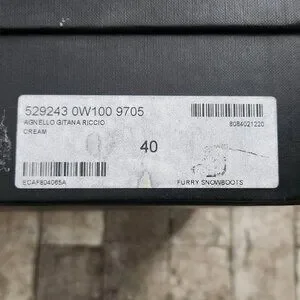 529243 0W100 9705
AGNELLO GITANA RICCIO
CREAM
8084021220
40
ECAF804065A
FURRY SNOWBOOTS